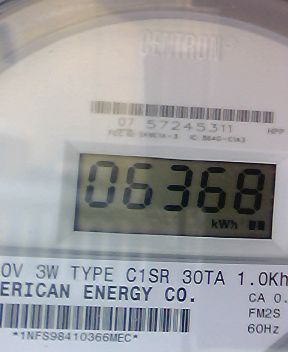 CENTRON®
07 57245311
HPP
06368
kWh
0V 3W TYPE C1SR 30TA 1.0Kh
ERICAN ENERGY CO.
CA 0.
FM2S
60Hz
*1NFS98410366MEC*